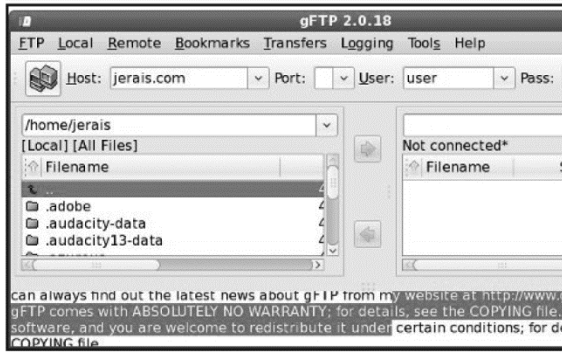 gFTP 2.0.18
FTP Local Remote Bookmarks Transfers Logging Tools Help
Host: jerais.com Port: User: user Pass:
/home/jerais
[Local] [All Files]
Not connected*
Filename
Filename
..
.adobe
.audacity-data
.audacity13-data
can always find out the latest news about gFTP from my website at http://www.
gFTP comes with ABSOLUTELY NO WARRANTY; for details, see the COPYING file.
software, and you are welcome to redistribute it under certain conditions; for
COPYING file